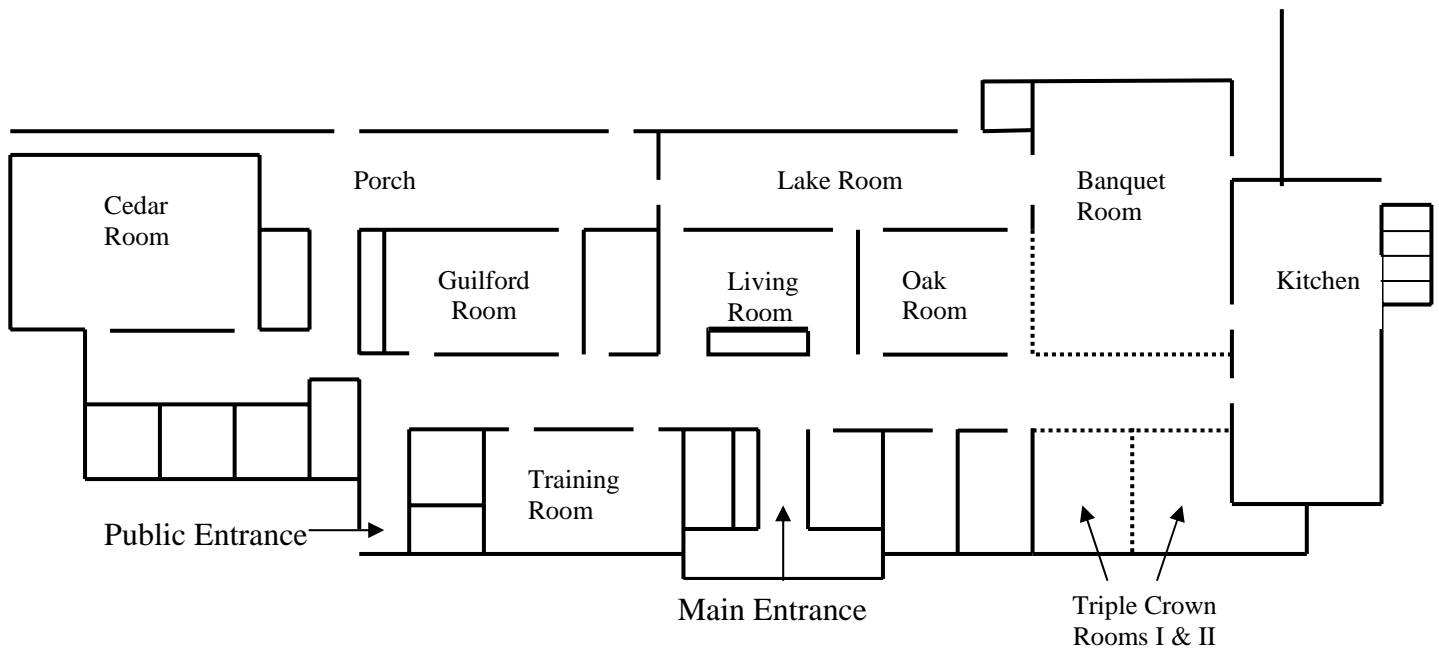 Porch
Lake Room
Banquet
Room
Cedar
Room
Guilford
Room
Living
Room
Oak
Room
Kitchen
Training
Room
Public Entrance
Main Entrance
Triple Crown
Rooms I & II